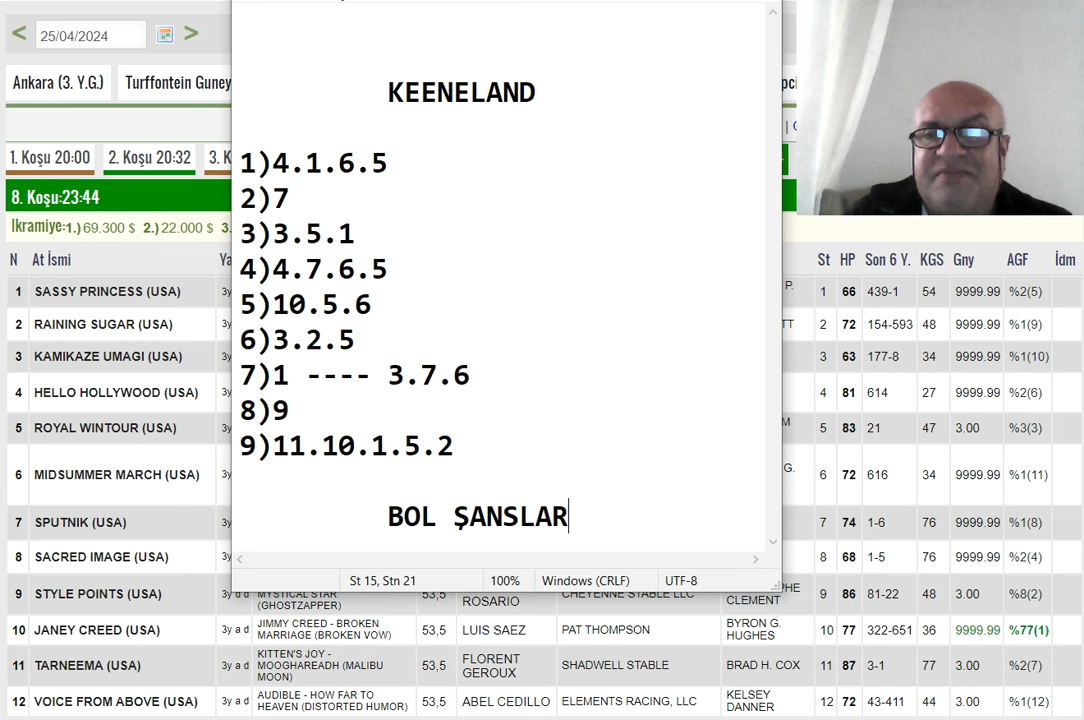 25/04/2024
Ankara (3. Y.G.)
Turffontein Guney
1. Koşu 20:00
2. Koşu 20:32
3. K
8. Koşu:23:44
İkramiye:1.) 69.300 $ 2.) 22.000 $ 3.
KEENELAND
1)4.1.6.5
2)7
3)3.5.1
4)4.7.6.5
5)10.5.6
6)3.2.5
7)1 ---- 3.7.6
8)9
9)11.10.1.5.2
BOL ŞANSLAR
St 15, Stn 21 100% Windows (CRLF) UTF-8
N At İsmi Ya St HP Son 6 Y. KGS Gny AGF İdm
1 SASSY PRINCESS (USA) 3y P. 1 66 439-1 54 9999.99 %2(5)
2 RAINING SUGAR (USA) 3y TT 2 72 154-593 48 9999.99 %1(9)
3 KAMIKAZE UMAGI (USA) 3y 3 63 177-8 34 9999.99 %1(10)
4 HELLO HOLLYWOOD (USA) 3y 4 81 614 27 9999.99 %2(6)
5 ROYAL WINTOUR (USA) 3y M 5 83 21 47 3.00 %3(3)
6 MIDSUMMER MARCH (USA) 3y G. 6 72 616 34 9999.99 %1(11)
7 SPUTNIK (USA) 3y 7 74 1-6 76 9999.99 %1(8)
8 SACRED IMAGE (USA) 3y 8 68 1-5 76 9999.99 %2(4)
9 STYLE POINTS (USA) 3y a d MYSTICAL STAR (GHOSTZAPPER) 53,5 ROSARIO CHEYENNE STABLE LLC PHE CLEMENT 9 86 81-22 48 3.00 %8(2)
10 JANEY CREED (USA) 3y a d JIMMY CREED - BROKEN MARRIAGE (BROKEN VOW) 53,5 LUIS SAEZ PAT THOMPSON BYRON G. HUGHES 10 77 322-651 36 9999.99 %77(1)
11 TARNEEMA (USA) 3y a d KITTEN'S JOY - MOOGHAREADH (MALIBU MOON) 53,5 FLORENT GEROUX SHADWELL STABLE BRAD H. COX 11 87 3-1 77 3.00 %2(7)
12 VOICE FROM ABOVE (USA) 3y a d AUDIBLE - HOW FAR TO HEAVEN (DISTORTED HUMOR) 53,5 ABEL CEDILLO ELEMENTS RACING, LLC KELSEY DANNER 12 72 43-411 44 3.00 %1(12)